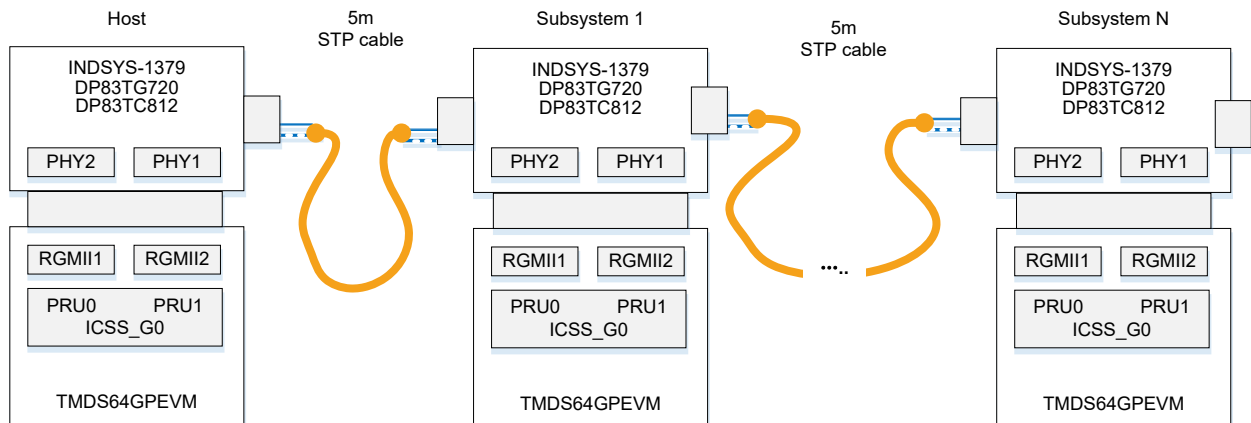 Host
5m
STP cable
Subsystem 1
5m
STP cable
Subsystem N
INDSYS-1379
DP83TG720
DP83TC812
PHY2
PHY1
INDSYS-1379
DP83TG720
DP83TC812
PHY2
PHY1
INDSYS-1379
DP83TG720
DP83TC812
PHY2
PHY1
RGMII1
RGMII2
PRU0
PRU1
ICSS_G0
TMDS64GPEVM
RGMII1
RGMII2
PRU0
PRU1
ICSS_G0
TMDS64GPEVM
.....
RGMII1
RGMII2
PRU0
PRU1
ICSS_G0
TMDS64GPEVM